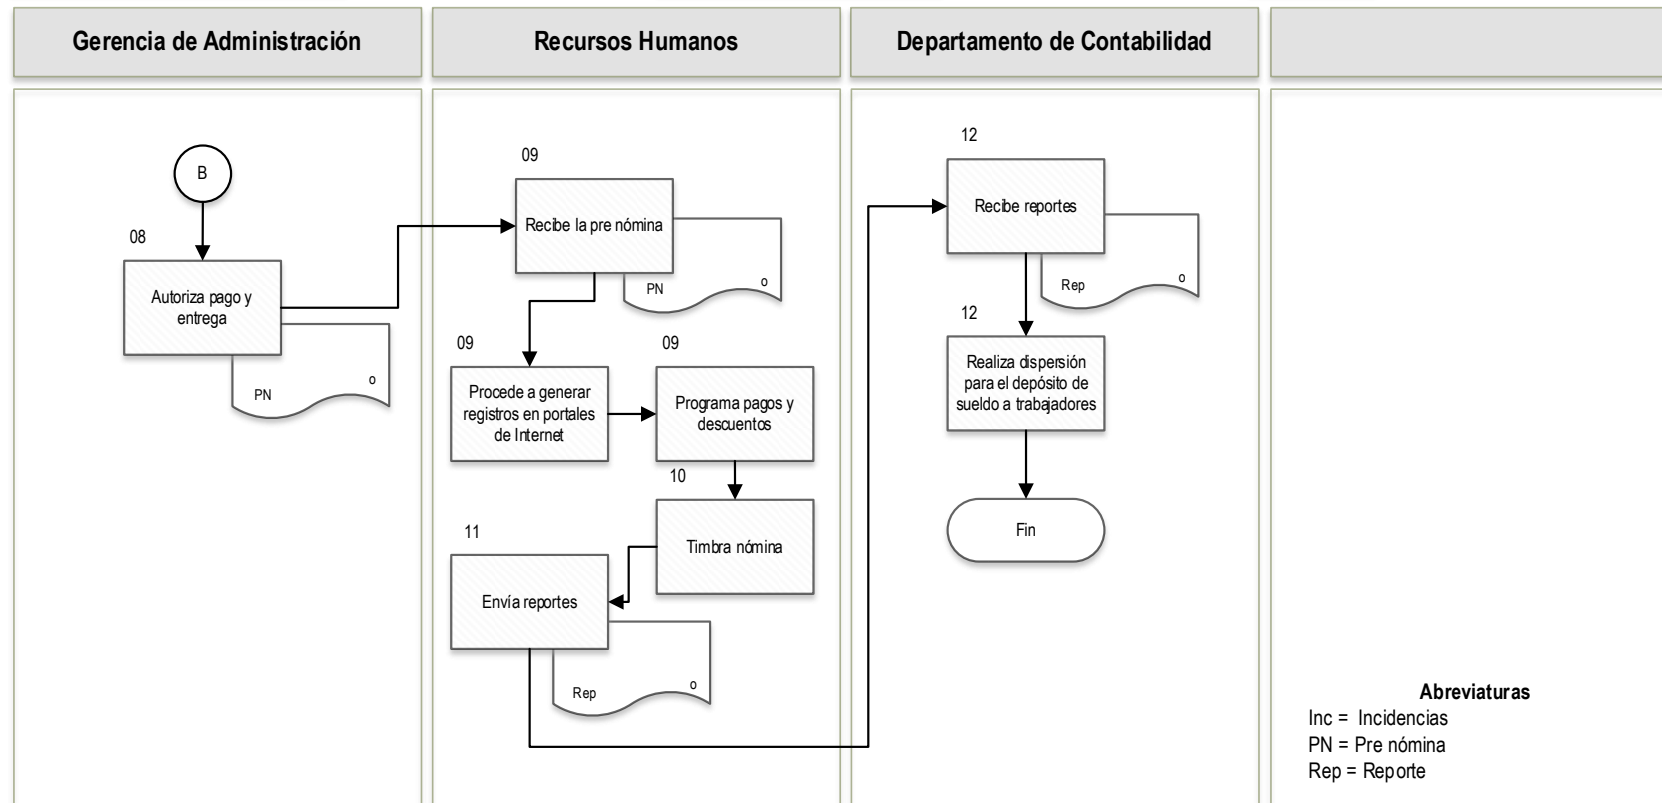 Gerencia de Administración
Recursos Humanos
Departamento de Contabilidad
B
08
Autoriza pago y
entrega
PN
o
09
Recibe la pre nómina
PN
o
09
Procede a generar
registros en portales
de Internet
09
Programa pagos y
descuentos
10
Timbra nómina
11
Envía reportes
Rep
o
12
Recibe reportes
Rep
o
12
Realiza dispersión
para el depósito de
sueldo a trabajadores
Fin
Abreviaturas
Inc = Incidencias
PN = Pre nómina
Rep = Reporte